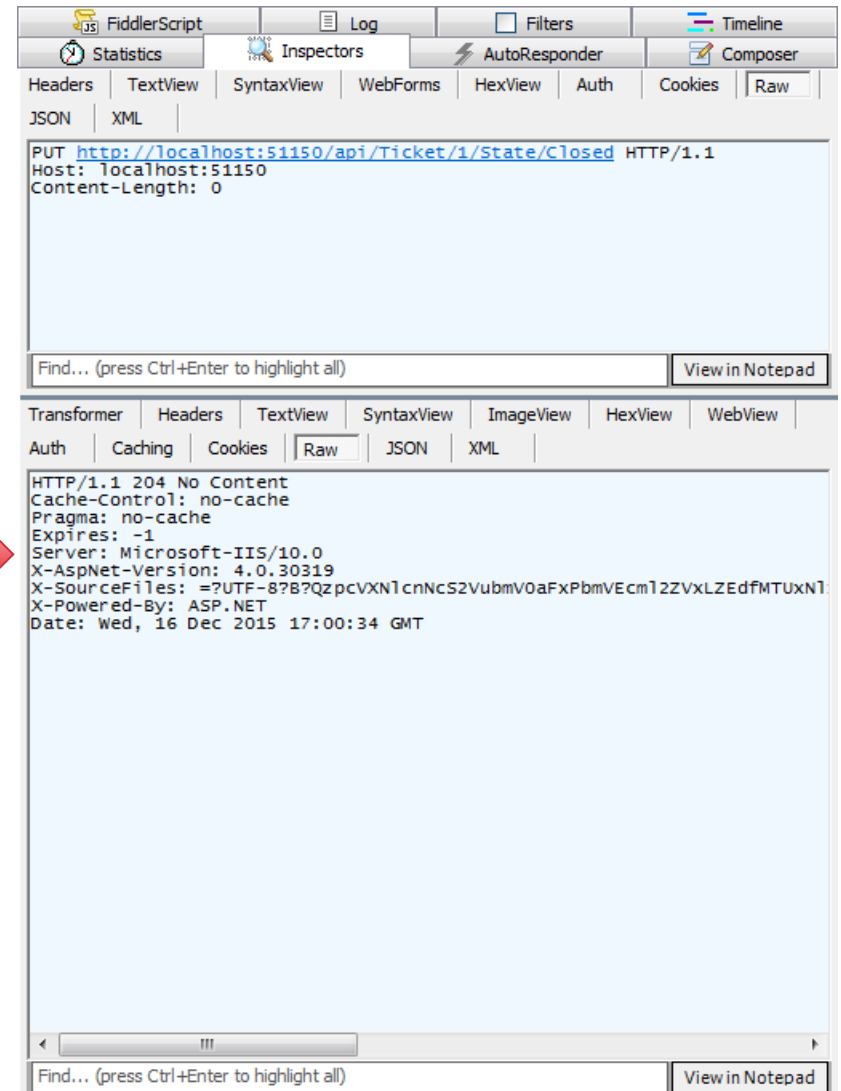 FiddlerScript Log Filters Timeline
Statistics Inspectors AutoResponder Composer
Headers TextView SyntaxView WebForms HexView Auth Cookies Raw
JSON XML
PUT http://localhost:51150/api/Ticket/1/State/Closed HTTP/1.1
Host: localhost:51150
Content-Length: 0
Find... (press Ctrl+Enter to highlight all) View in Notepad
Transformer Headers TextView SyntaxView ImageView HexView WebView
Auth Caching Cookies Raw JSON XML
HTTP/1.1 204 No Content
Cache-Control: no-cache
Pragma: no-cache
Expires: -1
Server: Microsoft-IIS/10.0
X-AspNet-Version: 4.0.30319
X-SourceFiles: =?UTF-8?B?QzpcVXNlcnNcS2VubmV0aFxPbmVEcml2ZVxLZEdfMTUxNl
X-Powered-By: ASP.NET
Date: Wed, 16 Dec 2015 17:00:34 GMT
Find... (press Ctrl+Enter to highlight all) View in Notepad